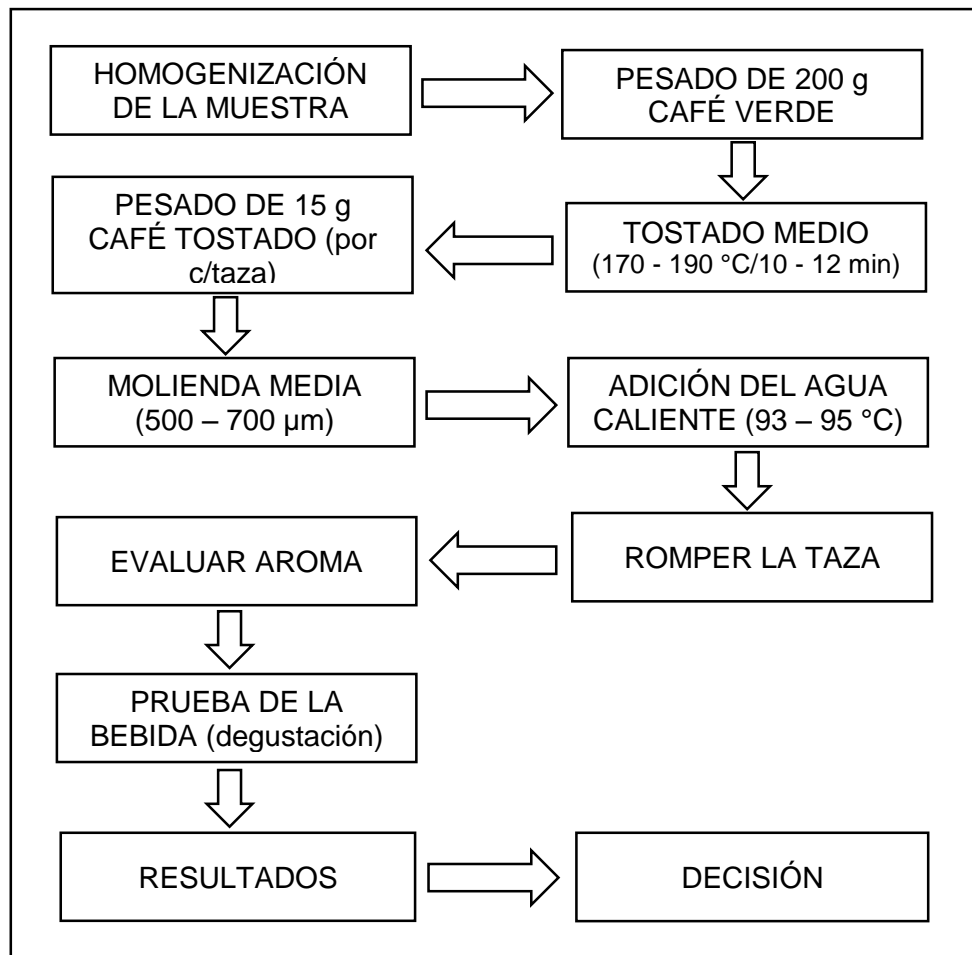 HOMOGENIZACIÓN
DE LA MUESTRA
PESADO DE 200 g
CAFÉ VERDE
TOSTADO MEDIO
(170 - 190 °C/10 - 12 min)
PESADO DE 15 g
CAFÉ TOSTADO (por
c/taza)
MOLIENDA MEDIA
(500 – 700 µm)
ADICIÓN DEL AGUA
CALIENTE (93 – 95 °C)
ROMPER LA TAZA
EVALUAR AROMA
PRUEBA DE LA
BEBIDA (degustación)
RESULTADOS
DECISIÓN